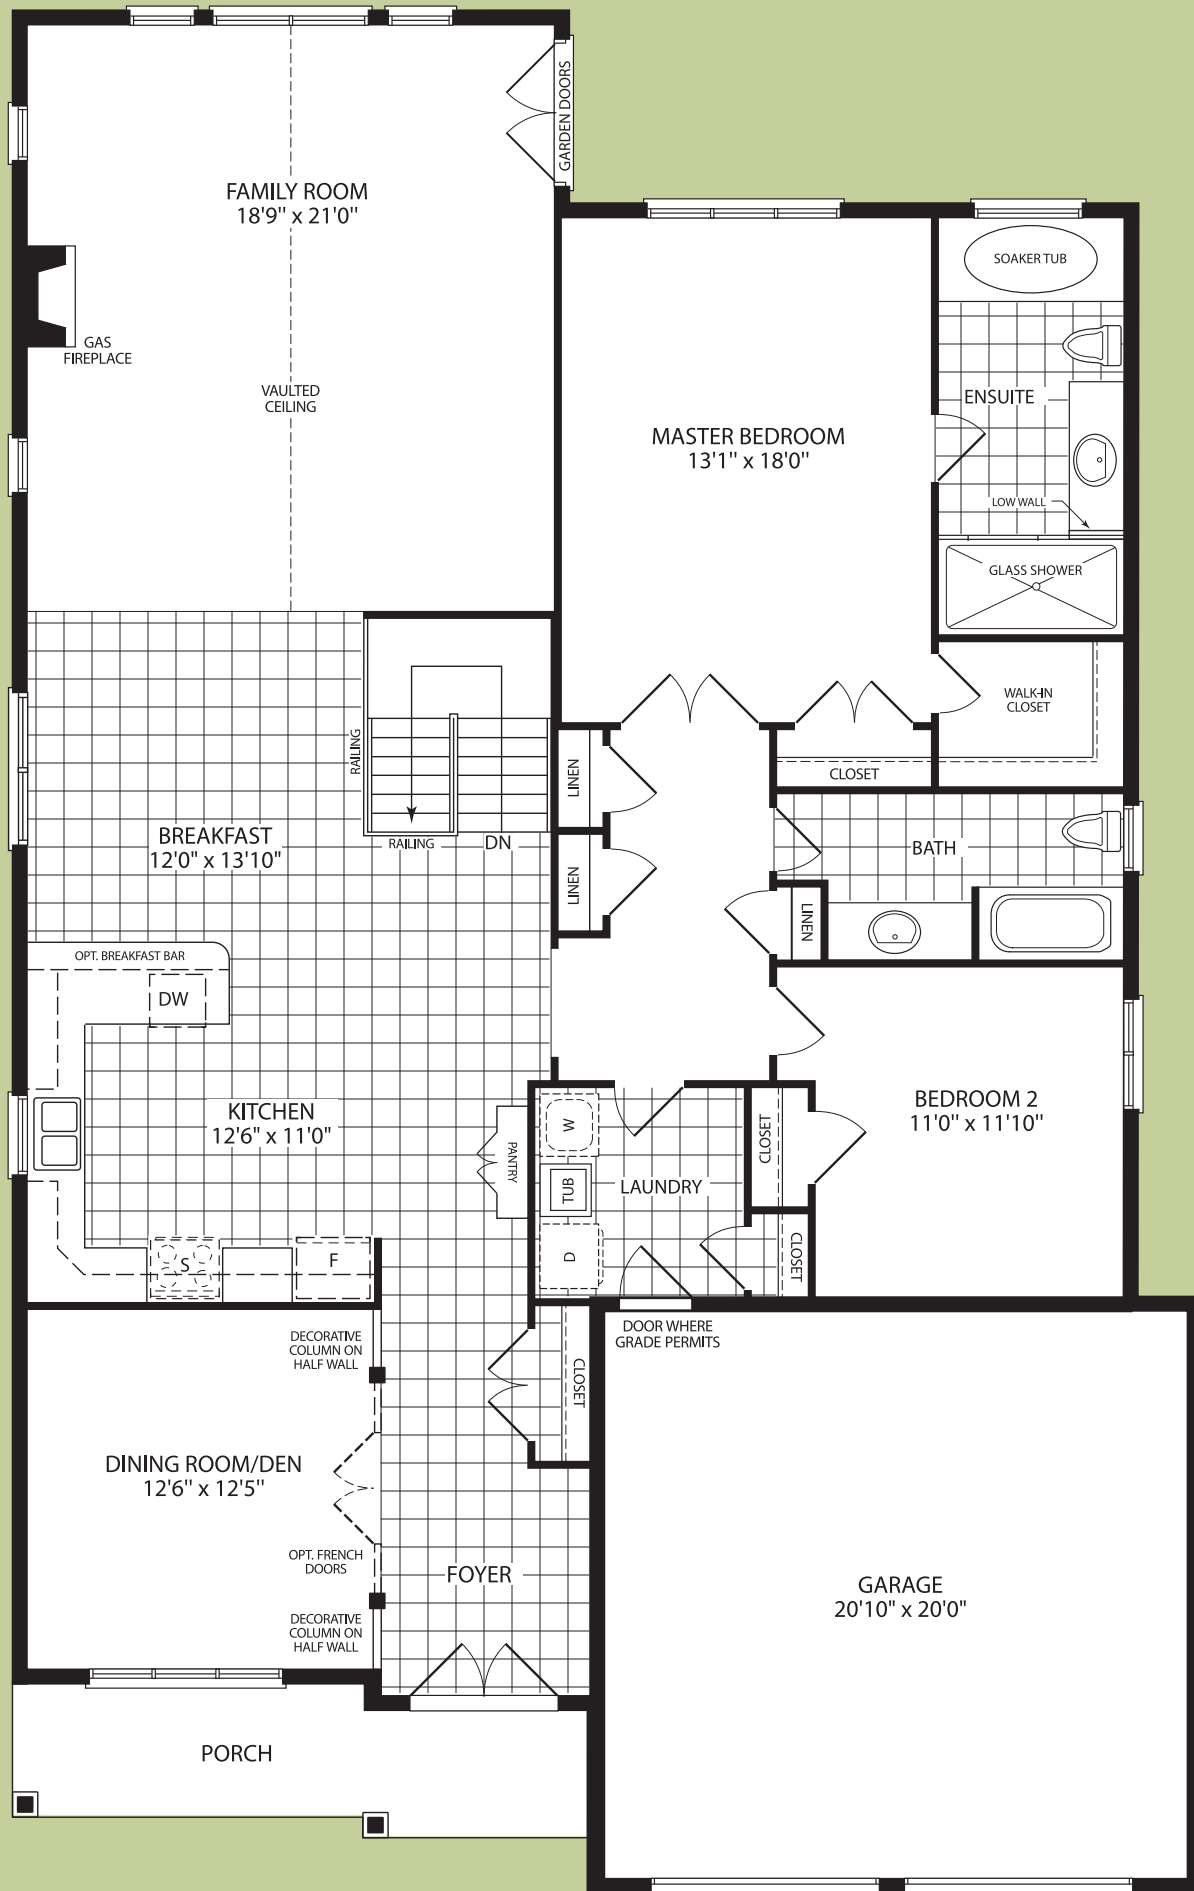 GARDEN DOORS
FAMILY ROOM
18'9" x 21'0"
GAS
FIREPLACE
VAULTED
CEILING
SOAKER TUB
ENSUITE
MASTER BEDROOM
13'1" x 18'0"
LOW WALL
GLASS SHOWER
WALK-IN
CLOSET
CLOSET
RAILING
RAILING
DN
LINEN
LINEN
BREAKFAST
12'0" x 13'10"
BATH
LINEN
OPT. BREAKFAST BAR
DW
KITCHEN
12'6" x 11'0"
PANTRY
S
F
W
TUB
D
LAUNDRY
CLOSET
CLOSET
BEDROOM 2
11'0" x 11'10"
DOOR WHERE
GRADE PERMITS
DECORATIVE
COLUMN ON
HALF WALL
CLOSET
DINING ROOM/DEN
12'6" x 12'5"
OPT. FRENCH
DOORS
FOYER
DECORATIVE
COLUMN ON
HALF WALL
GARAGE
20'10" x 20'0"
PORCH